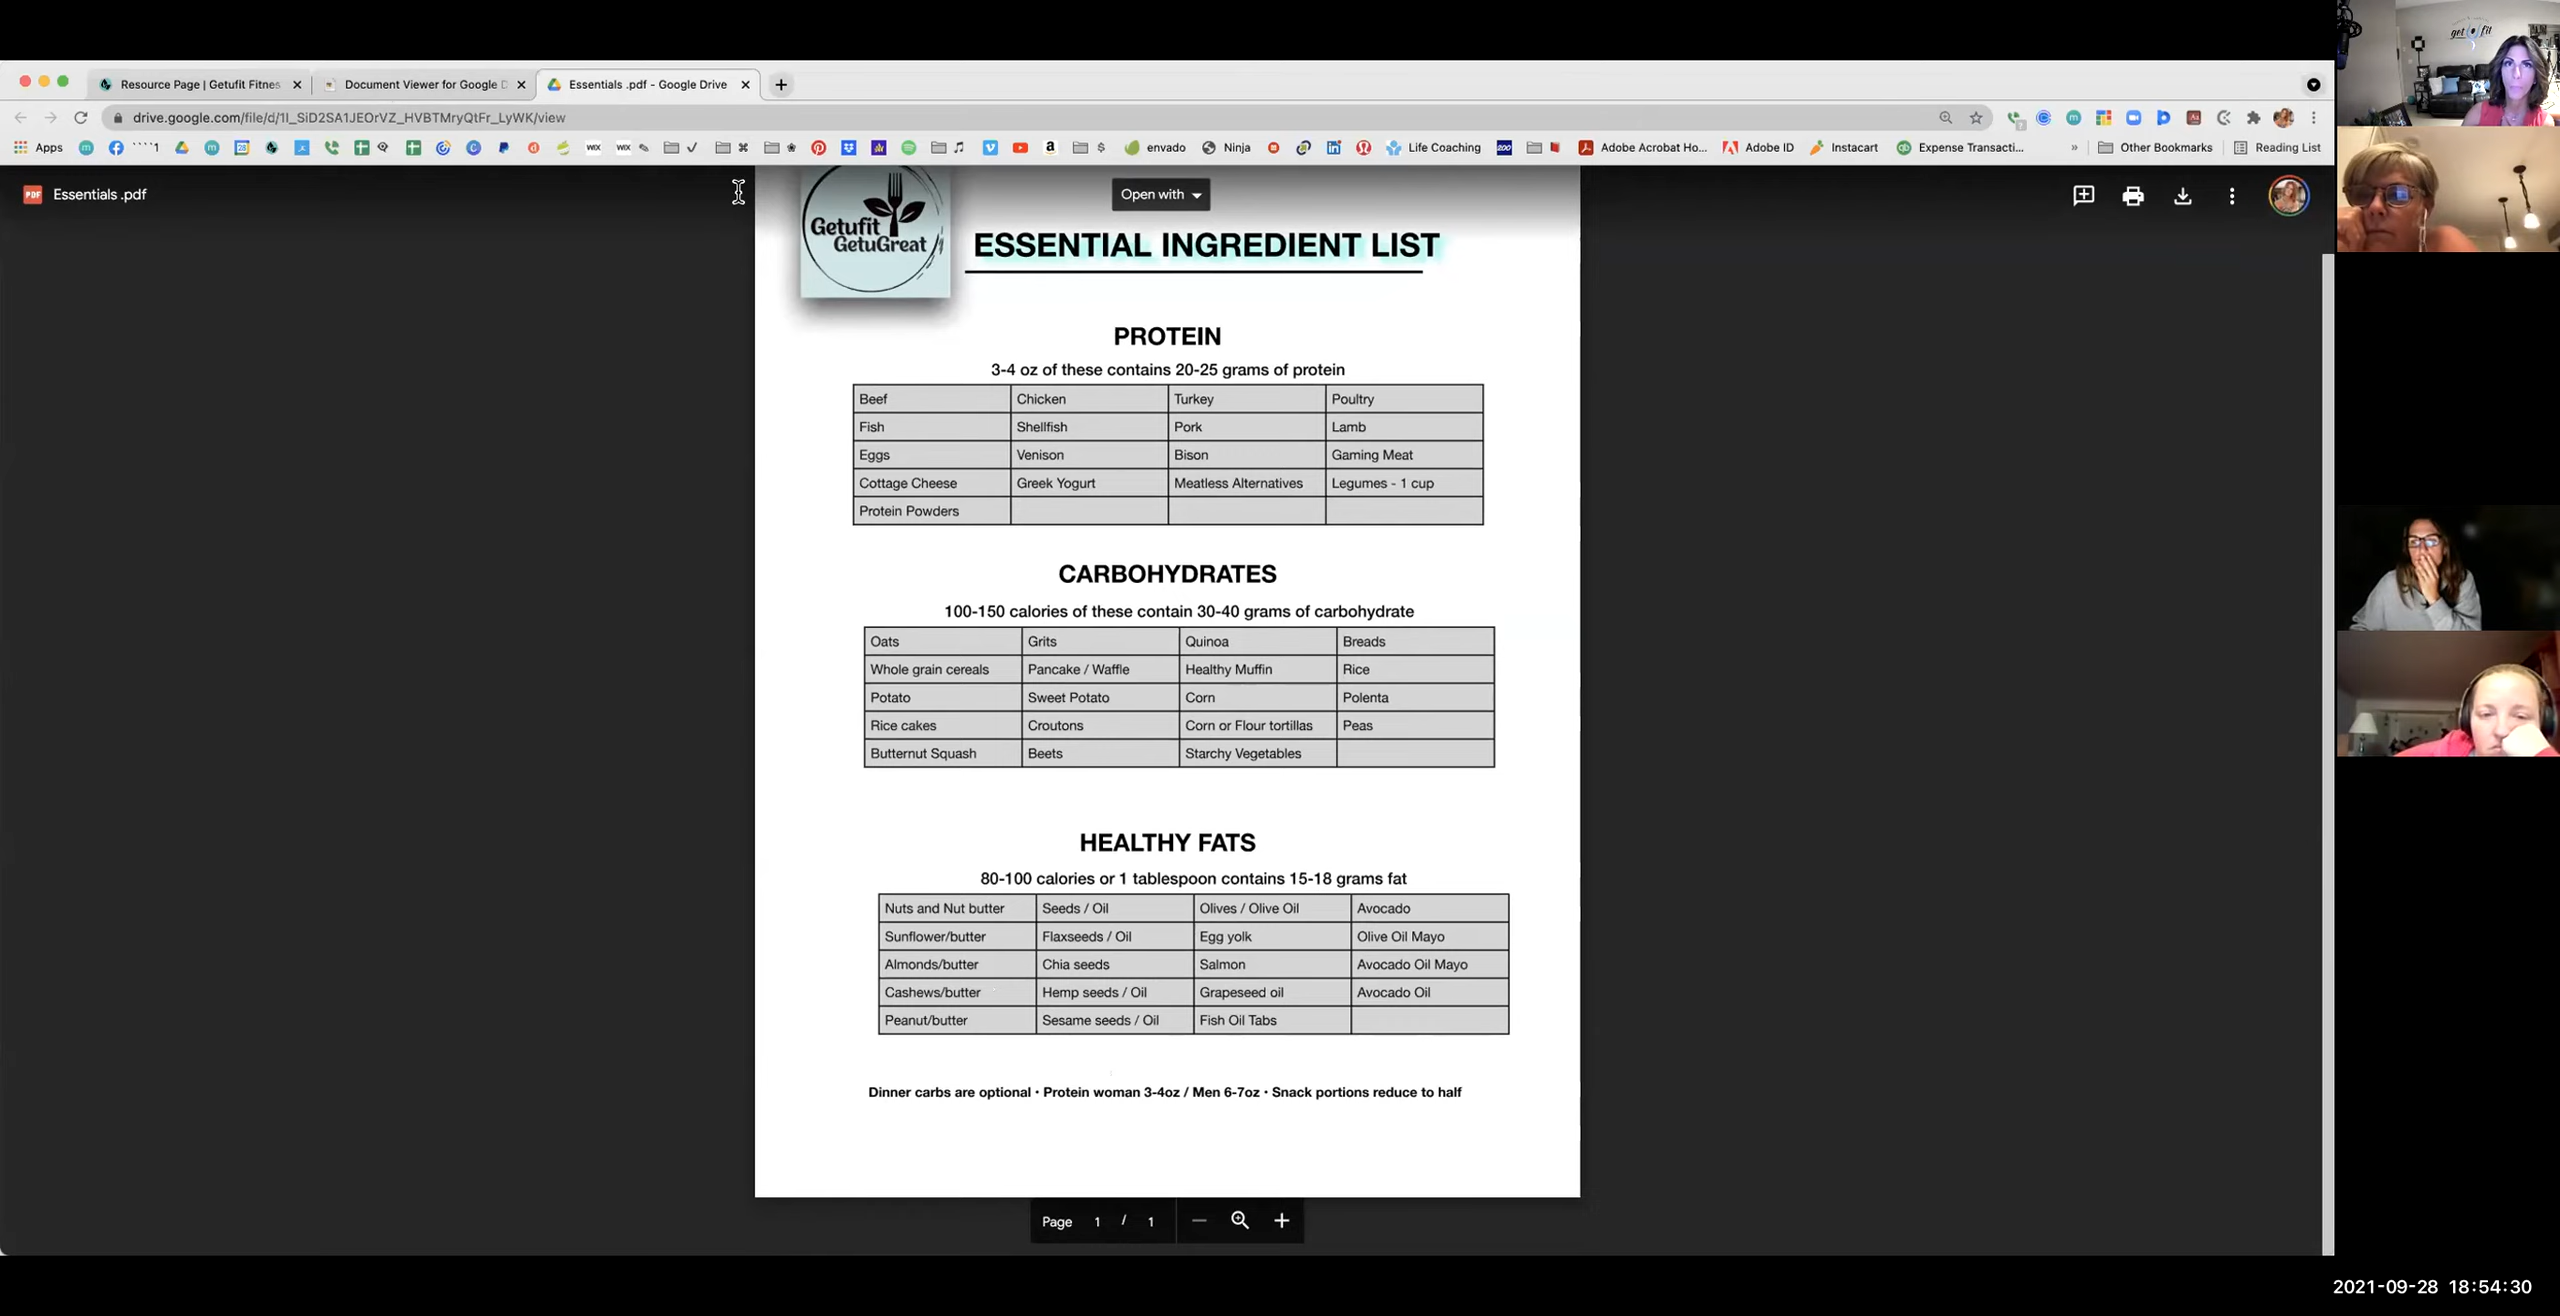 Resource Page | Getufit Fitnes
Document Viewer for Google D
Essentials .pdf - Google Drive
drive.google.com/file/d/1I_SiD2SA1JEOrVZ_HVBTMryQtFr_LyWK/view
Apps
````1
WIX
WIX
$
envado
Ninja
Life Coaching
200
Adobe Acrobat Ho...
Adobe ID
Instacart
Expense Transacti...
»
Other Bookmarks
Reading List
PDF
Essentials .pdf
Open with
Getufit
GetuGreat
ESSENTIAL INGREDIENT LIST
PROTEIN
3-4 oz of these contains 20-25 grams of protein
Beef Chicken Turkey Poultry
Fish Shellfish Pork Lamb
Eggs Venison Bison Gaming Meat
Cottage Cheese Greek Yogurt Meatless Alternatives Legumes - 1 cup
Protein Powders
CARBOHYDRATES
100-150 calories of these contain 30-40 grams of carbohydrate
Oats Grits Quinoa Breads
Whole grain cereals Pancake / Waffle Healthy Muffin Rice
Potato Sweet Potato Corn Polenta
Rice cakes Croutons Corn or Flour tortillas Peas
Butternut Squash Beets Starchy Vegetables
HEALTHY FATS
80-100 calories or 1 tablespoon contains 15-18 grams fat
Nuts and Nut butter Seeds / Oil Olives / Olive Oil Avocado
Sunflower/butter Flaxseeds / Oil Egg yolk Olive Oil Mayo
Almonds/butter Chia seeds Salmon Avocado Oil Mayo
Cashews/butter Hemp seeds / Oil Grapeseed oil Avocado Oil
Peanut/butter Sesame seeds / Oil Fish Oil Tabs
Dinner carbs are optional · Protein woman 3-4oz / Men 6-7oz · Snack portions reduce to half
Page 1 / 1
get fit
2021-09-28 18:54:30